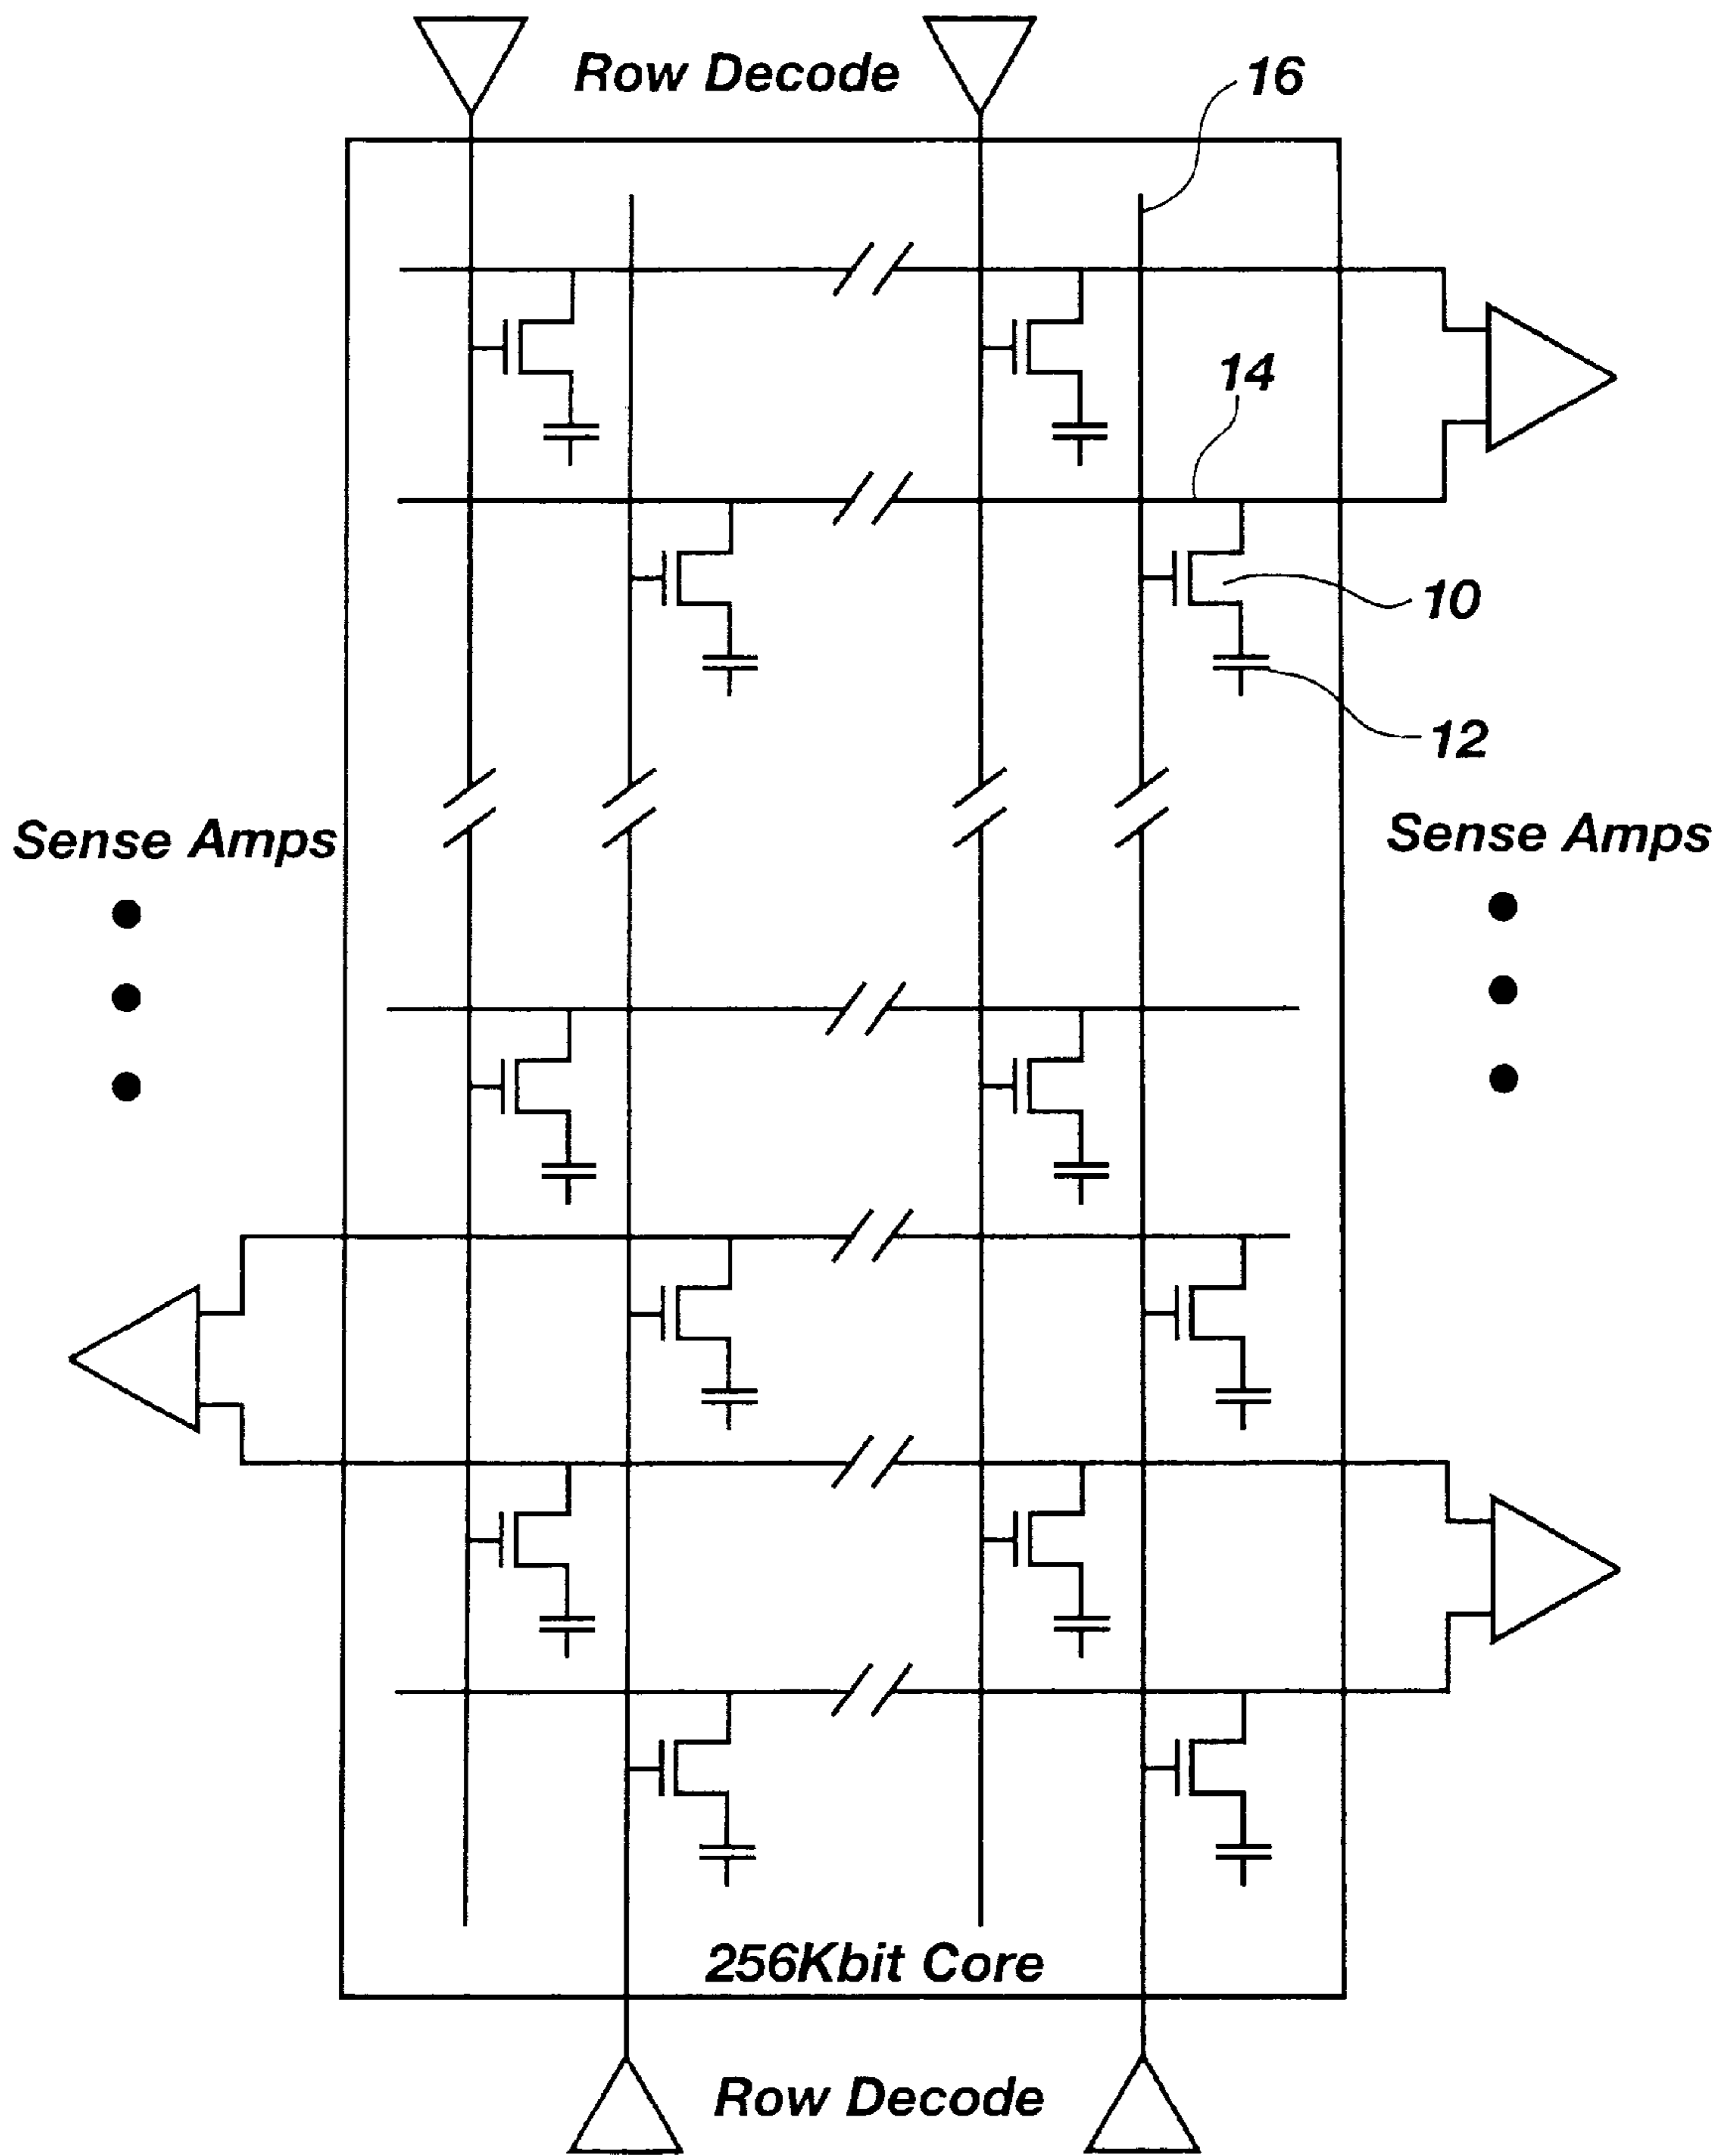 Row Decode
16
14
10
12
Sense Amps
Sense Amps
256Kbit Core
Row Decode